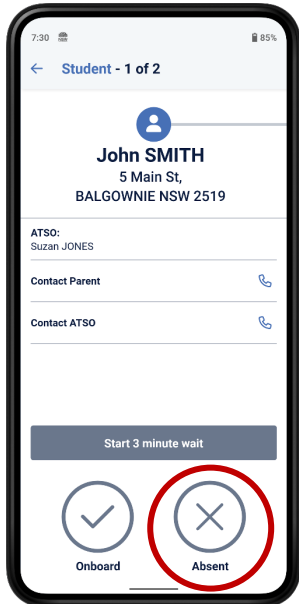 7:30
85%
Student - 1 of 2
John SMITH
5 Main St,
BALGOWNIE NSW 2519
ATSO:
Suzan JONES
Contact Parent
Contact ATSO
Start 3 minute wait
Onboard
Absent